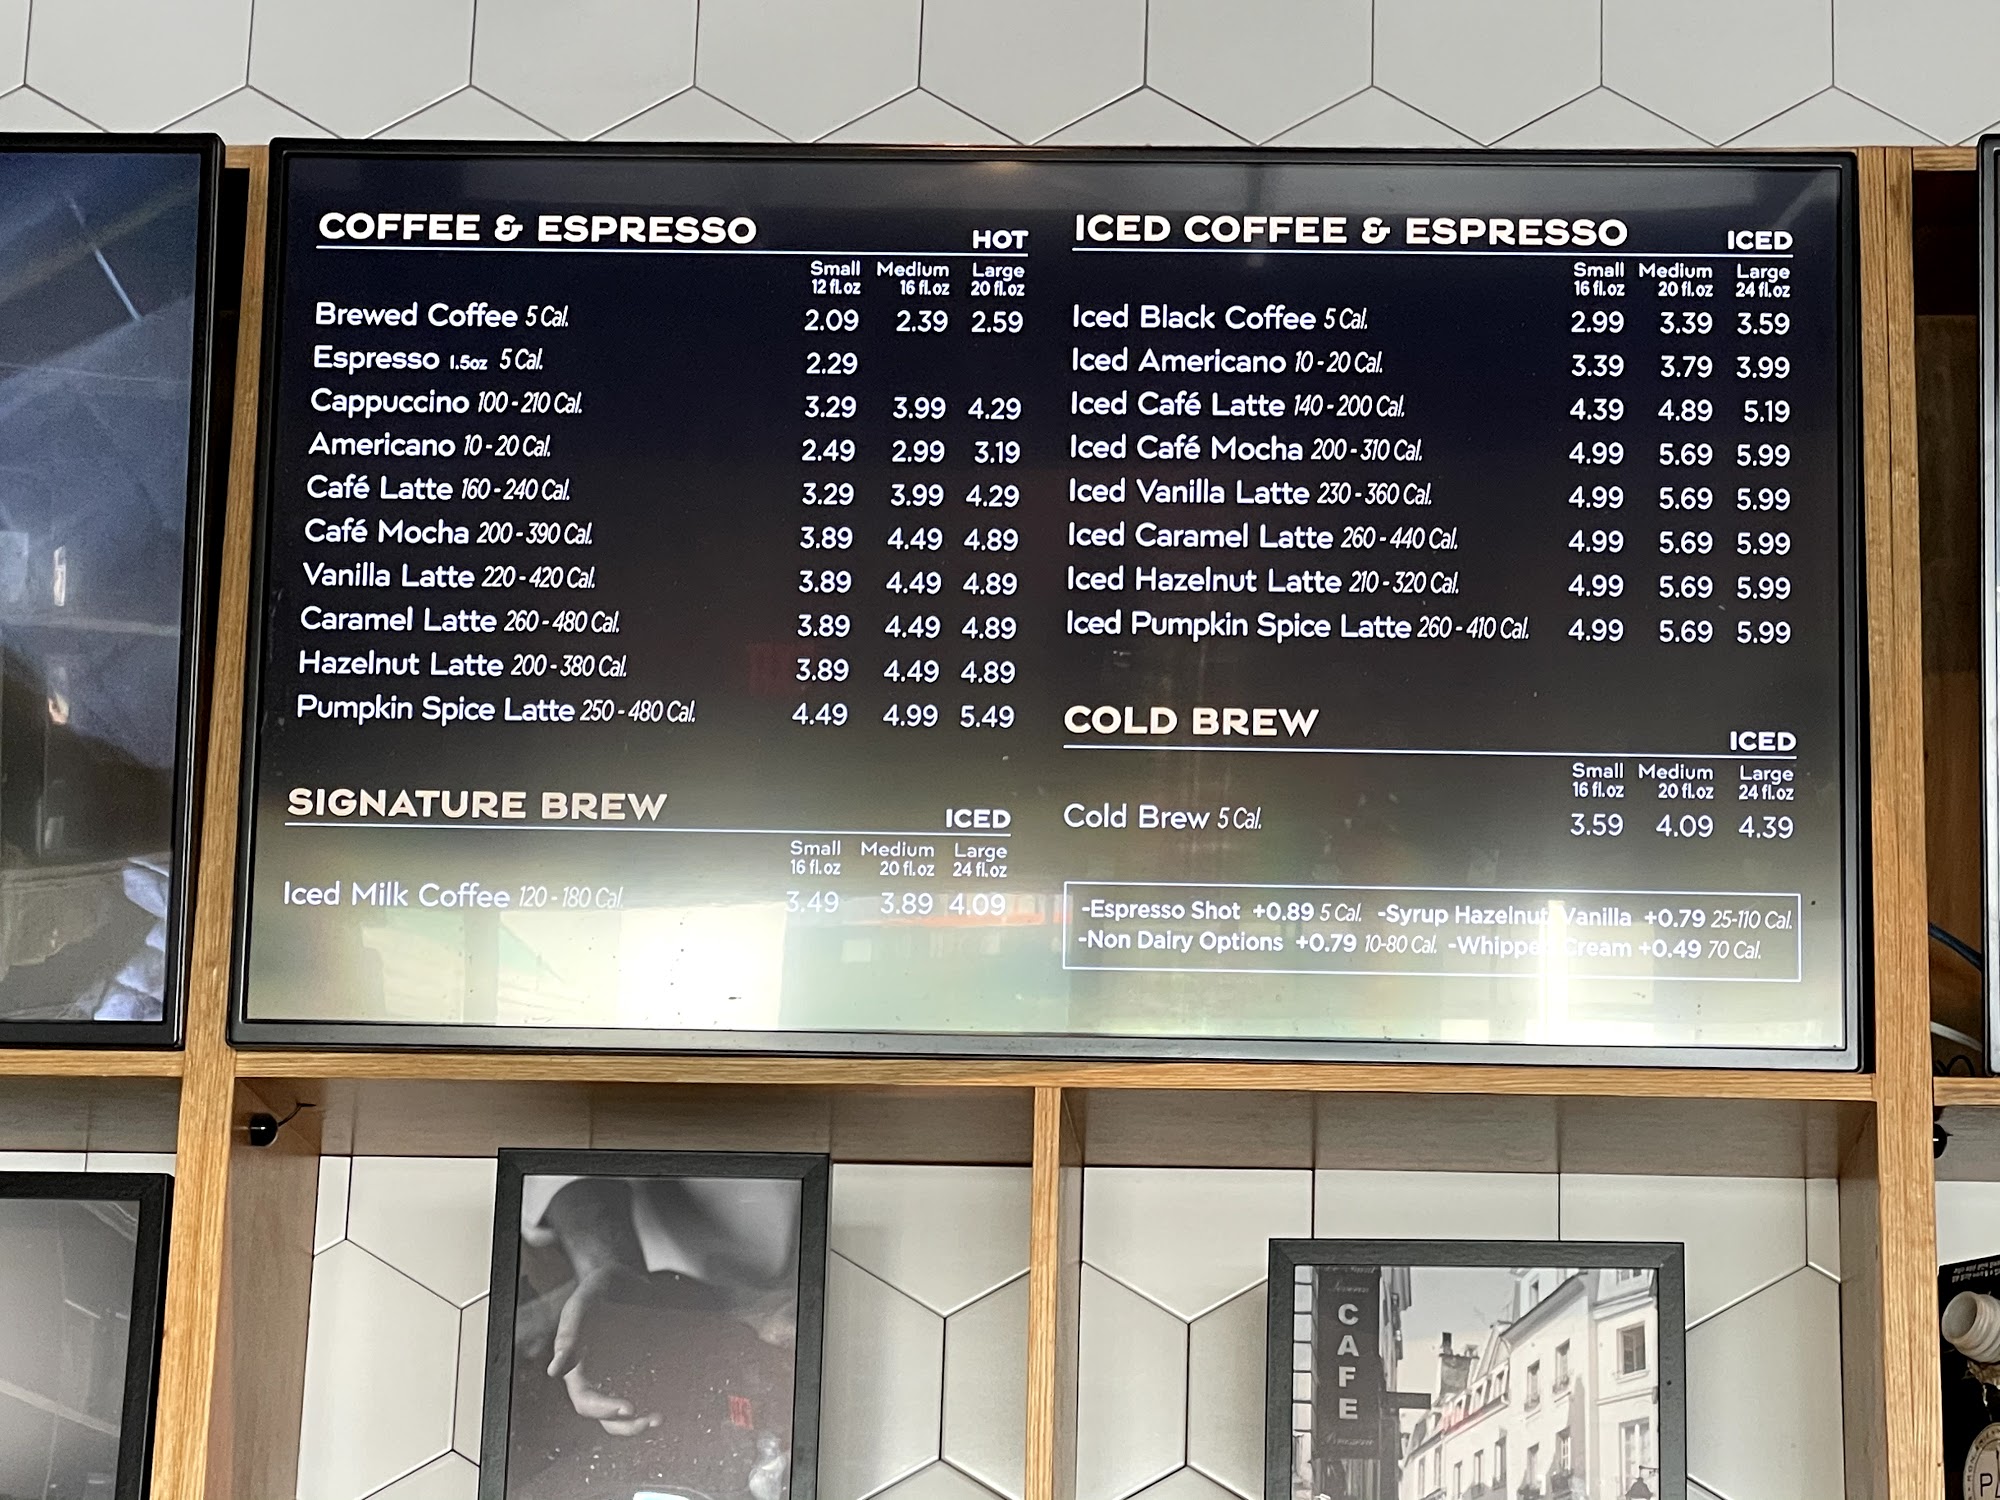 COFFEE & ESPRESSO HOT
Small Medium Large
12 fl.oz 16 fl.oz 20 fl.oz
Brewed Coffee 5 Cal. 2.09 2.39 2.59
Espresso 1.5oz 5 Cal. 2.29
Cappuccino 100-210 Cal. 3.29 3.99 4.29
Americano 10-20 Cal. 2.49 2.99 3.19
Café Latte 160-240 Cal. 3.29 3.99 4.29
Café Mocha 200-390 Cal. 3.89 4.49 4.89
Vanilla Latte 220-420 Cal. 3.89 4.49 4.89
Caramel Latte 260-480 Cal. 3.89 4.49 4.89
Hazelnut Latte 200-380 Cal. 3.89 4.49 4.89
Pumpkin Spice Latte 250-480 Cal. 4.49 4.99 5.49
SIGNATURE BREW ICED
Small Medium Large
16 fl.oz 20 fl.oz 24 fl.oz
Iced Milk Coffee 120-180 Cal. 3.49 3.89 4.09
ICED COFFEE & ESPRESSO ICED
Small Medium Large
16 fl.oz 20 fl.oz 24 fl.oz
Iced Black Coffee 5 Cal. 2.99 3.39 3.59
Iced Americano 10-20 Cal. 3.39 3.79 3.99
Iced Café Latte 140-200 Cal. 4.39 4.89 5.19
Iced Café Mocha 200-310 Cal. 4.99 5.69 5.99
Iced Vanilla Latte 230-360 Cal. 4.99 5.69 5.99
Iced Caramel Latte 260-440 Cal. 4.99 5.69 5.99
Iced Hazelnut Latte 210-320 Cal. 4.99 5.69 5.99
Iced Pumpkin Spice Latte 260-410 Cal. 4.99 5.69 5.99
COLD BREW ICED
Small Medium Large
16 fl.oz 20 fl.oz 24 fl.oz
Cold Brew 5 Cal. 3.59 4.09 4.39
-Espresso Shot +0.89 5 Cal. -Syrup Hazelnut Vanilla +0.79 25-110 Cal.
-Non Dairy Options +0.79 10-80 Cal. -Whipped Cream +0.49 70 Cal.
CAFE